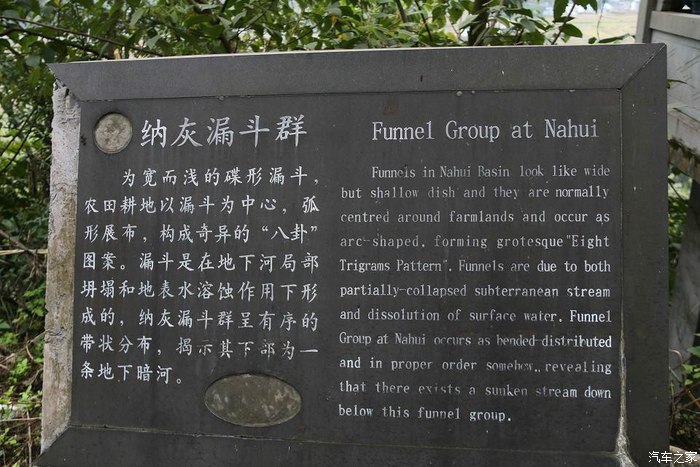 纳灰漏斗群
为宽而浅的碟形漏斗，
农田耕地以漏斗为中心，弧
形展布，构成奇异的“八卦”
图案。漏斗是在地下河局部
坍塌和地表水溶蚀作用下形
成的，纳灰漏斗群呈有序的
带状分布，揭示其下部为一
条地下暗河。
Funnel Group at Nahui
Funnels in Nahui Basin look like wide
but shallow dish and they are normally
centred around farmlands and occur as
arc-shaped, forming grotesque "Eight
Trigrams Pattern". Funnels are due to both
partially-collapsed subterranean stream
and dissolution of surface water. Funnel
Group at Nahui occurs as bended-distributed
and in proper order somehow, revealing
that there exists a sunken stream down
below this funnel group.
汽车之家